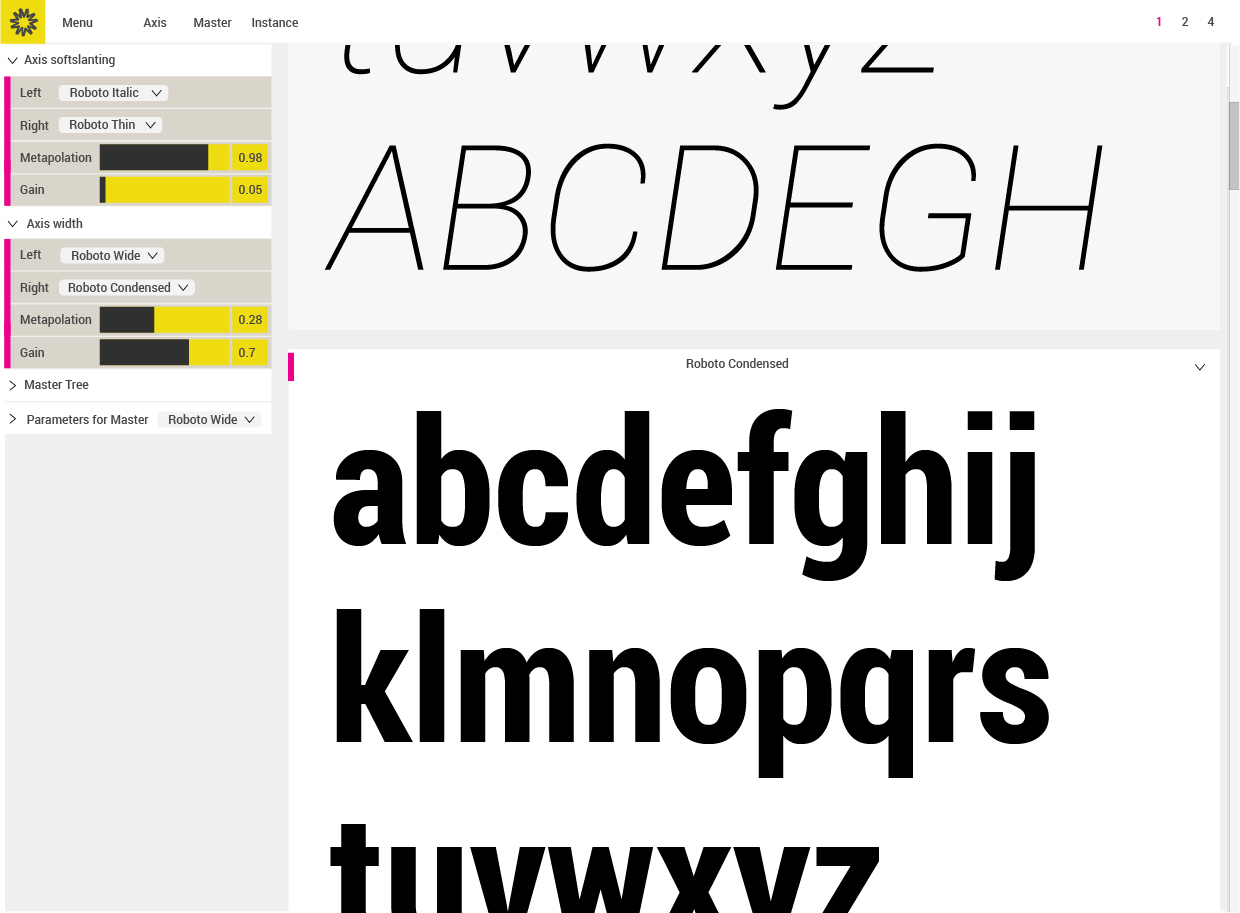 Menu Axis Master Instance 1 2 4
Axis softslanting
Left Roboto Italic
Right Roboto Thin
Metapolation 0.98
Gain 0.05
Axis width
Left Roboto Wide
Right Roboto Condensed
Metapolation 0.28
Gain 0.7
Master Tree
Parameters for Master Roboto Wide
tuvwxyz
ABCDEGH
Roboto Condensed
abcdefghij
klmnopqrs
tuvwxyz